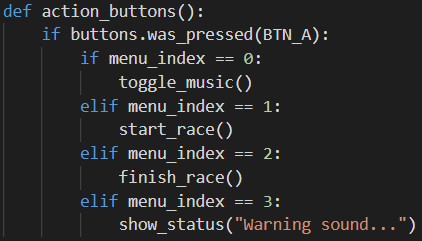 def action_buttons():
    if buttons.was_pressed(BTN_A):
        if menu_index == 0:
            toggle_music()
        elif menu_index == 1:
            start_race()
        elif menu_index == 2:
            finish_race()
        elif menu_index == 3:
            show_status("Warning sound...")